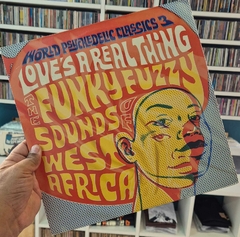 WORLD PSYCHEDELIC CLASSICS 3
LOVE'S A REAL THING
THE
FUNKY FUZZY
SOUNDS OF
WEST
AFRICA